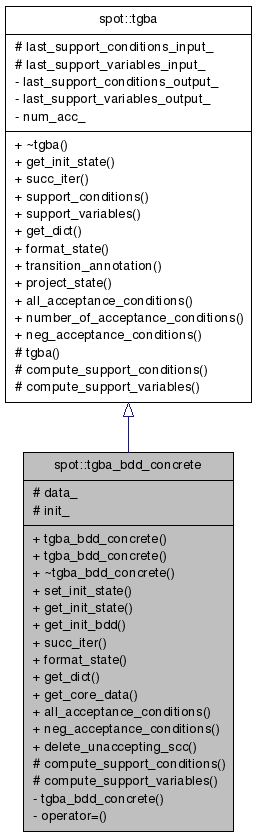 spot::tgba
# last_support_conditions_input_
# last_support_variables_input_
- last_support_conditions_output_
- last_support_variables_output_
- num_acc_
+ ~tgba()
+ get_init_state()
+ succ_iter()
+ support_conditions()
+ support_variables()
+ get_dict()
+ format_state()
+ transition_annotation()
+ project_state()
+ all_acceptance_conditions()
+ number_of_acceptance_conditions()
+ neg_acceptance_conditions()
# tgba()
# compute_support_conditions()
# compute_support_variables()
spot::tgba_bdd_concrete
# data_
# init_
+ tgba_bdd_concrete()
+ tgba_bdd_concrete()
+ ~tgba_bdd_concrete()
+ set_init_state()
+ get_init_state()
+ get_init_bdd()
+ succ_iter()
+ format_state()
+ get_dict()
+ get_core_data()
+ all_acceptance_conditions()
+ neg_acceptance_conditions()
+ delete_unaccepting_scc()
# compute_support_conditions()
# compute_support_variables()
- tgba_bdd_concrete()
- operator=()